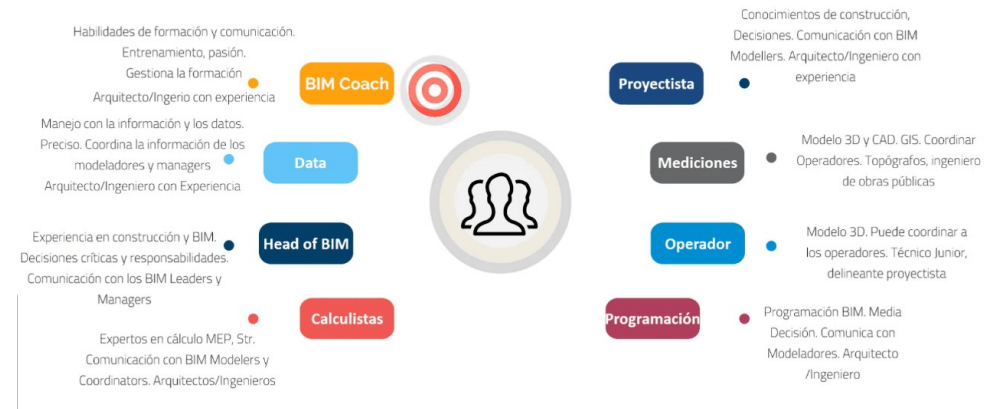 Habilidades de formación y comunicación.
Entrenamiento, pasión.
Gestiona la formación
Arquitecto/Ingerio con experiencia
BIM Coach
Manejo con la información y los datos.
Preciso. Coordina la información de los
modeladores y managers
Arquitecto/Ingeniero con Experiencia
Data
Experiencia en construcción y BIM.
Decisiones críticas y responsabilidades.
Comunicación con los BIM Leaders y
Managers
Head of BIM
Calculistas
Expertos en cálculo MEP, Str.
Comunicación con BIM Modelers y
Coordinators. Arquitectos/Ingenieros
Conocimientos de construcción,
Decisiones. Comunicación con BIM
Modellers. Arquitecto/Ingeniero con
experiencia
Proyectista
Modelo 3D y CAD. GIS. Coordinar
Operadores. Topógrafos, ingeniero
de obras públicas
Mediciones
Modelo 3D. Puede coordinar a
los operadores. Técnico Junior,
delineante proyectista
Operador
Programación BIM. Media
Decisión. Comunica con
Modeladores. Arquitecto
/Ingeniero
Programación